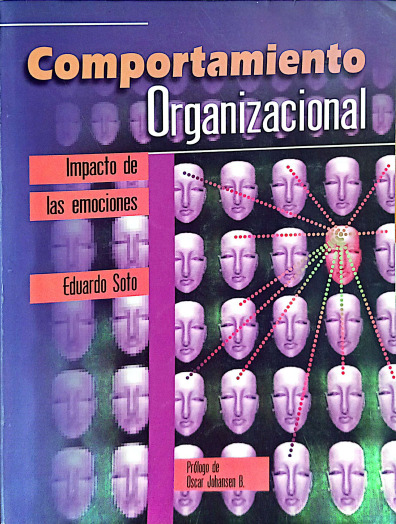 Comportamiento
Organizacional
Impacto de
las emociones
Eduardo Soto
Prólogo de
Oscar Johansen B.